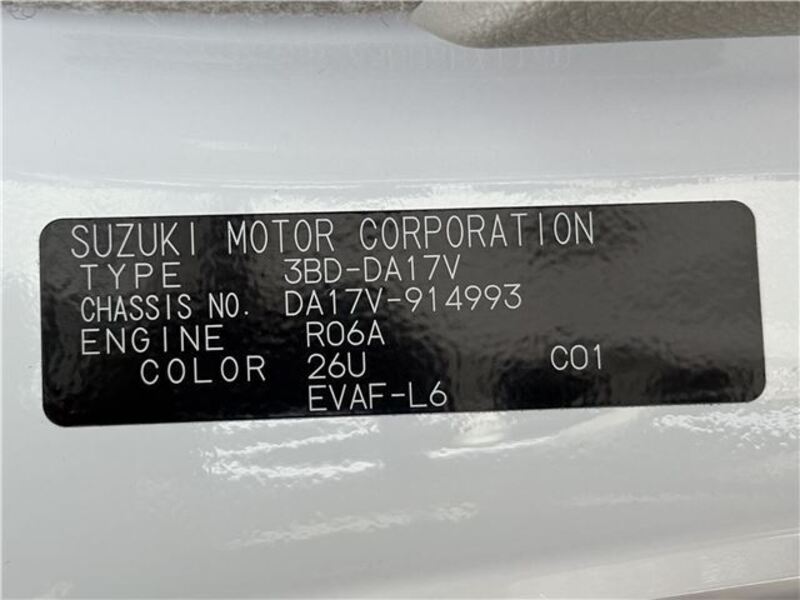 SUZUKI MOTOR CORPORATION
TYPE 3BD-DA17V
CHASSIS NO. DA17V-914993
ENGINE R06A
COLOR 26U C01
EVAF-L6